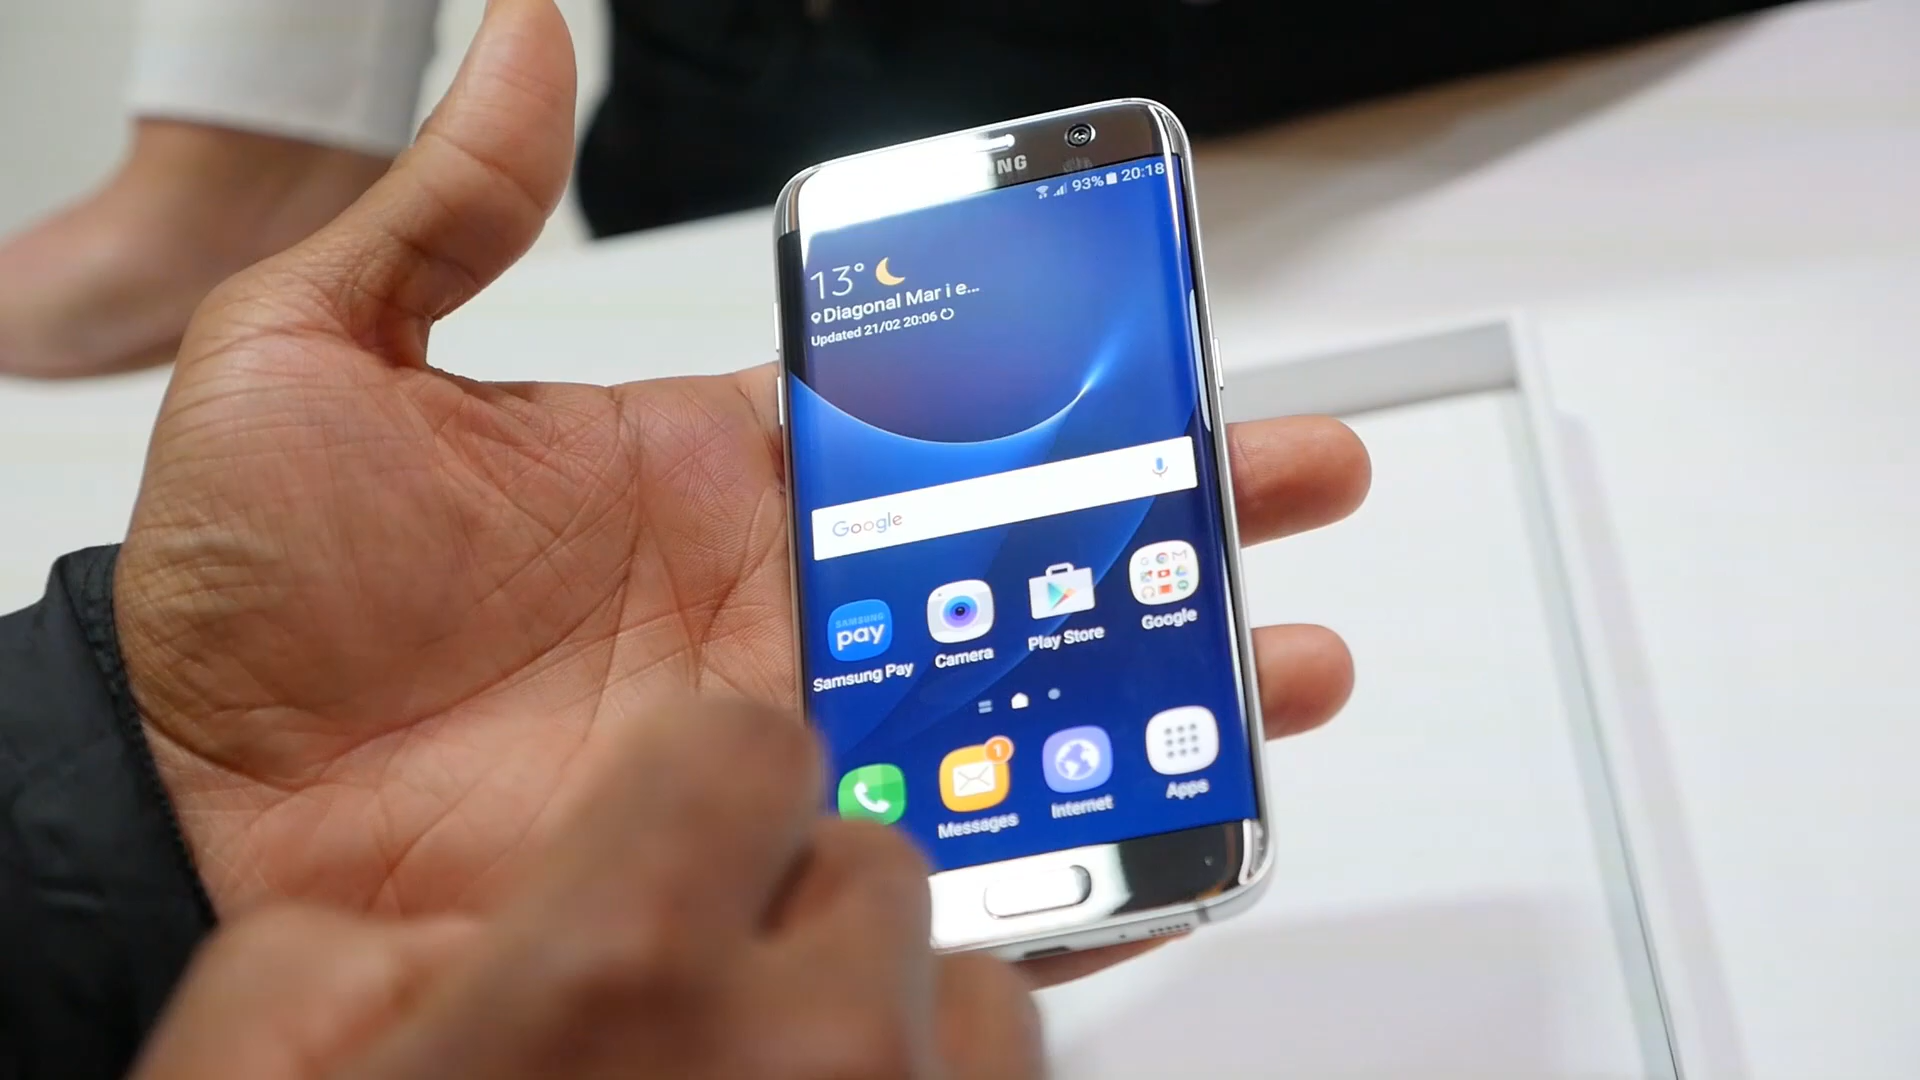 NG
93% 20:18
13°
Diagonal Mar i e...
Updated 21/02 20:06
Google
SAMSUNG
pay
Samsung Pay
Camera
Play Store
Google
1
Messages
Internet
Apps